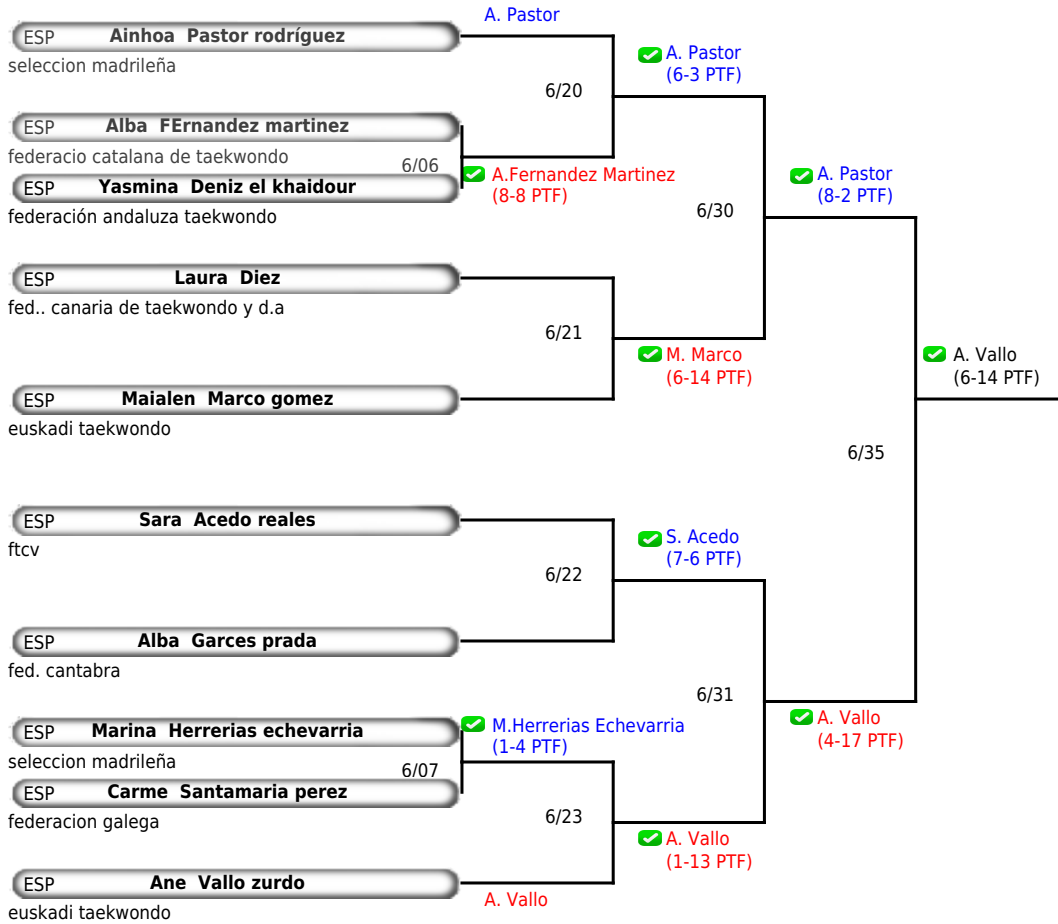 A. Pastor
ESP Ainhoa Pastor rodríguez
seleccion madrileña
A. Pastor
(6-3 PTF)
6/20
ESP Alba FErnandez martinez
federacio catalana de taekwondo
6/06
A.Fernandez Martinez
(8-8 PTF)
ESP Yasmina Deniz el khaidour
federación andaluza taekwondo
A. Pastor
(8-2 PTF)
6/30
ESP Laura Diez
fed.. canaria de taekwondo y d.a
6/21
M. Marco
(6-14 PTF)
A. Vallo
(6-14 PTF)
ESP Maialen Marco gomez
euskadi taekwondo
6/35
ESP Sara Acedo reales
ftcv
S. Acedo
(7-6 PTF)
6/22
ESP Alba Garces prada
fed. cantabra
6/31
ESP Marina Herrerias echevarria
seleccion madrileña
M.Herrerias Echevarria
(1-4 PTF)
A. Vallo
(4-17 PTF)
6/07
ESP Carme Santamaria perez
federacion galega
6/23
A. Vallo
(1-13 PTF)
ESP Ane Vallo zurdo
euskadi taekwondo
A. Vallo